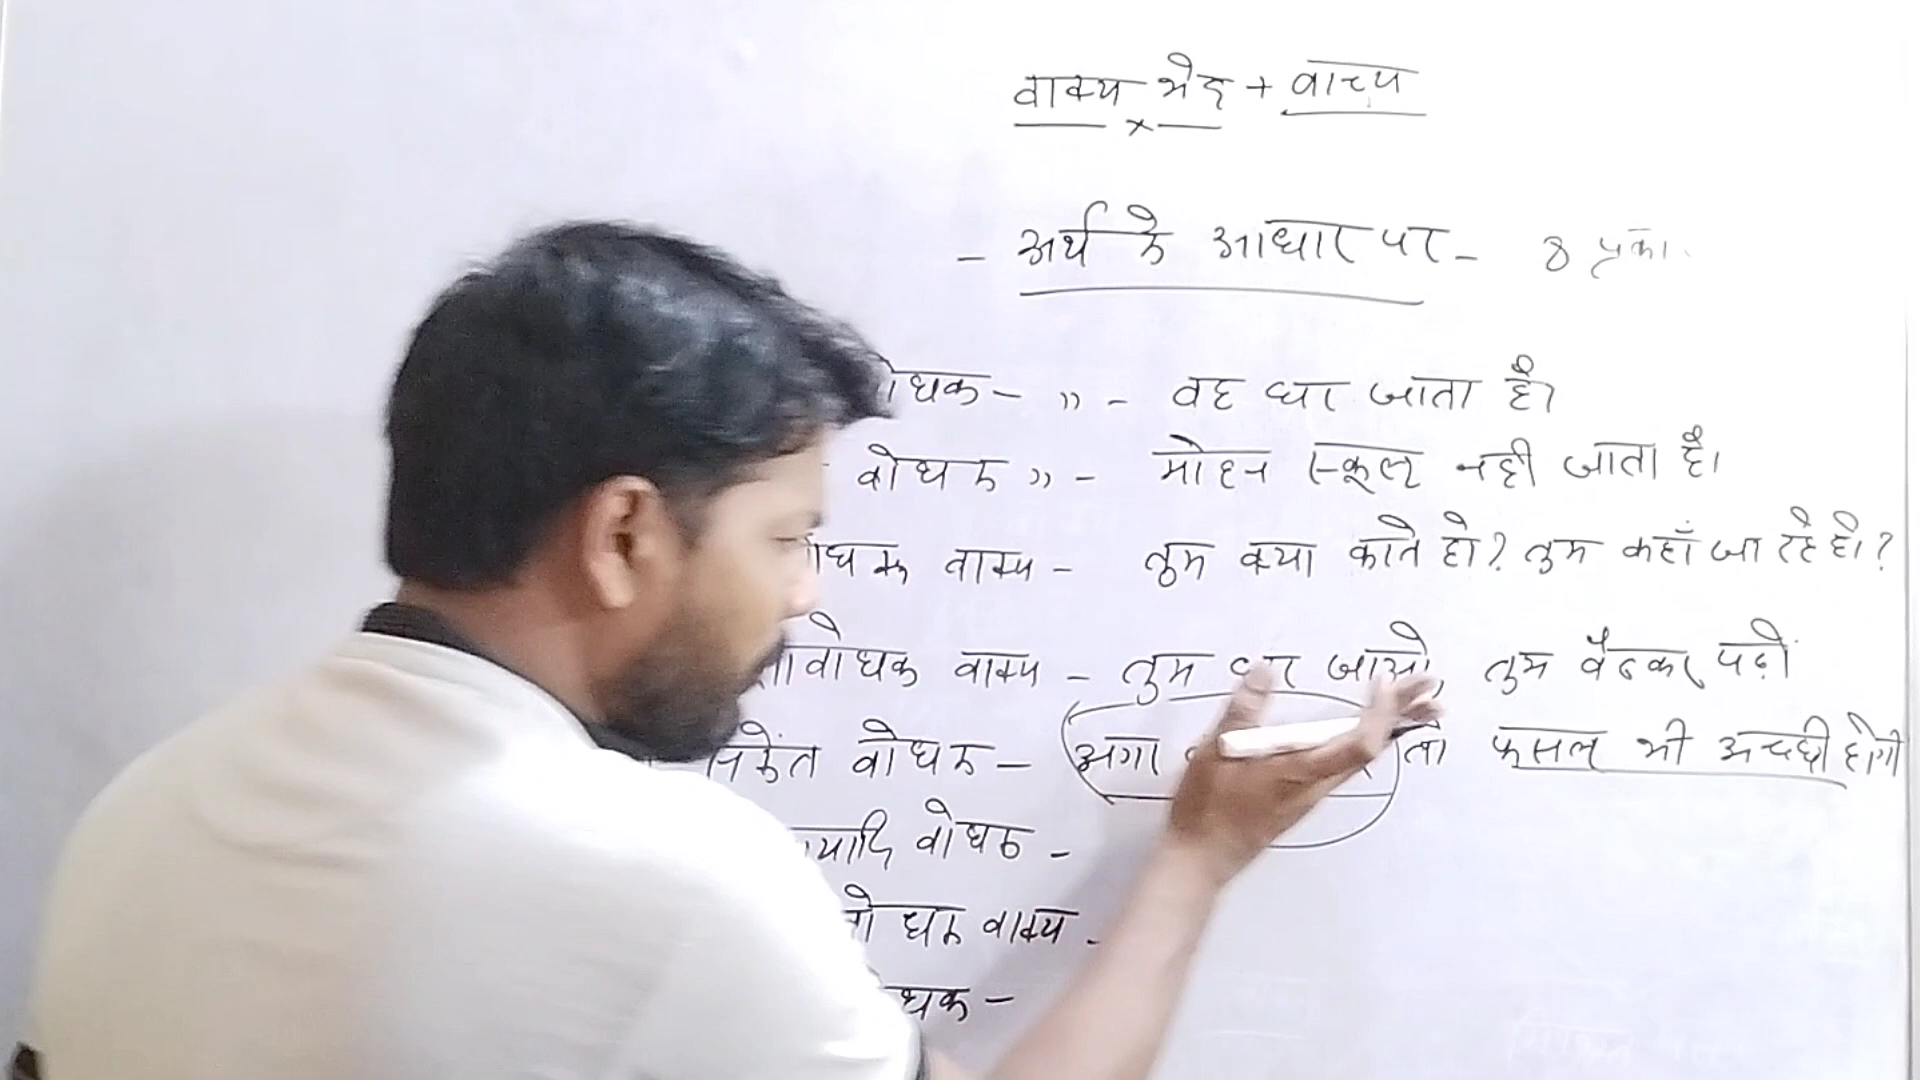 वाक्य भेद + वाच्य
- अर्थ के आधार पर - 8 प्रका
ोधक - " - वह घर जाता है।
बोधक " - मोहन स्कूल नही जाता है।
ोधक वाक्य - तुम क्या करते हो? तुम कहाँ जा रहे हो?
बोधक वाक्य - तुम घर जाओ, तुम बैठकर पढ़ो
संकेत बोधक - अगर तो फसल भी अच्छी होगी
बोधक -
ोधक वाक्य -
धक -